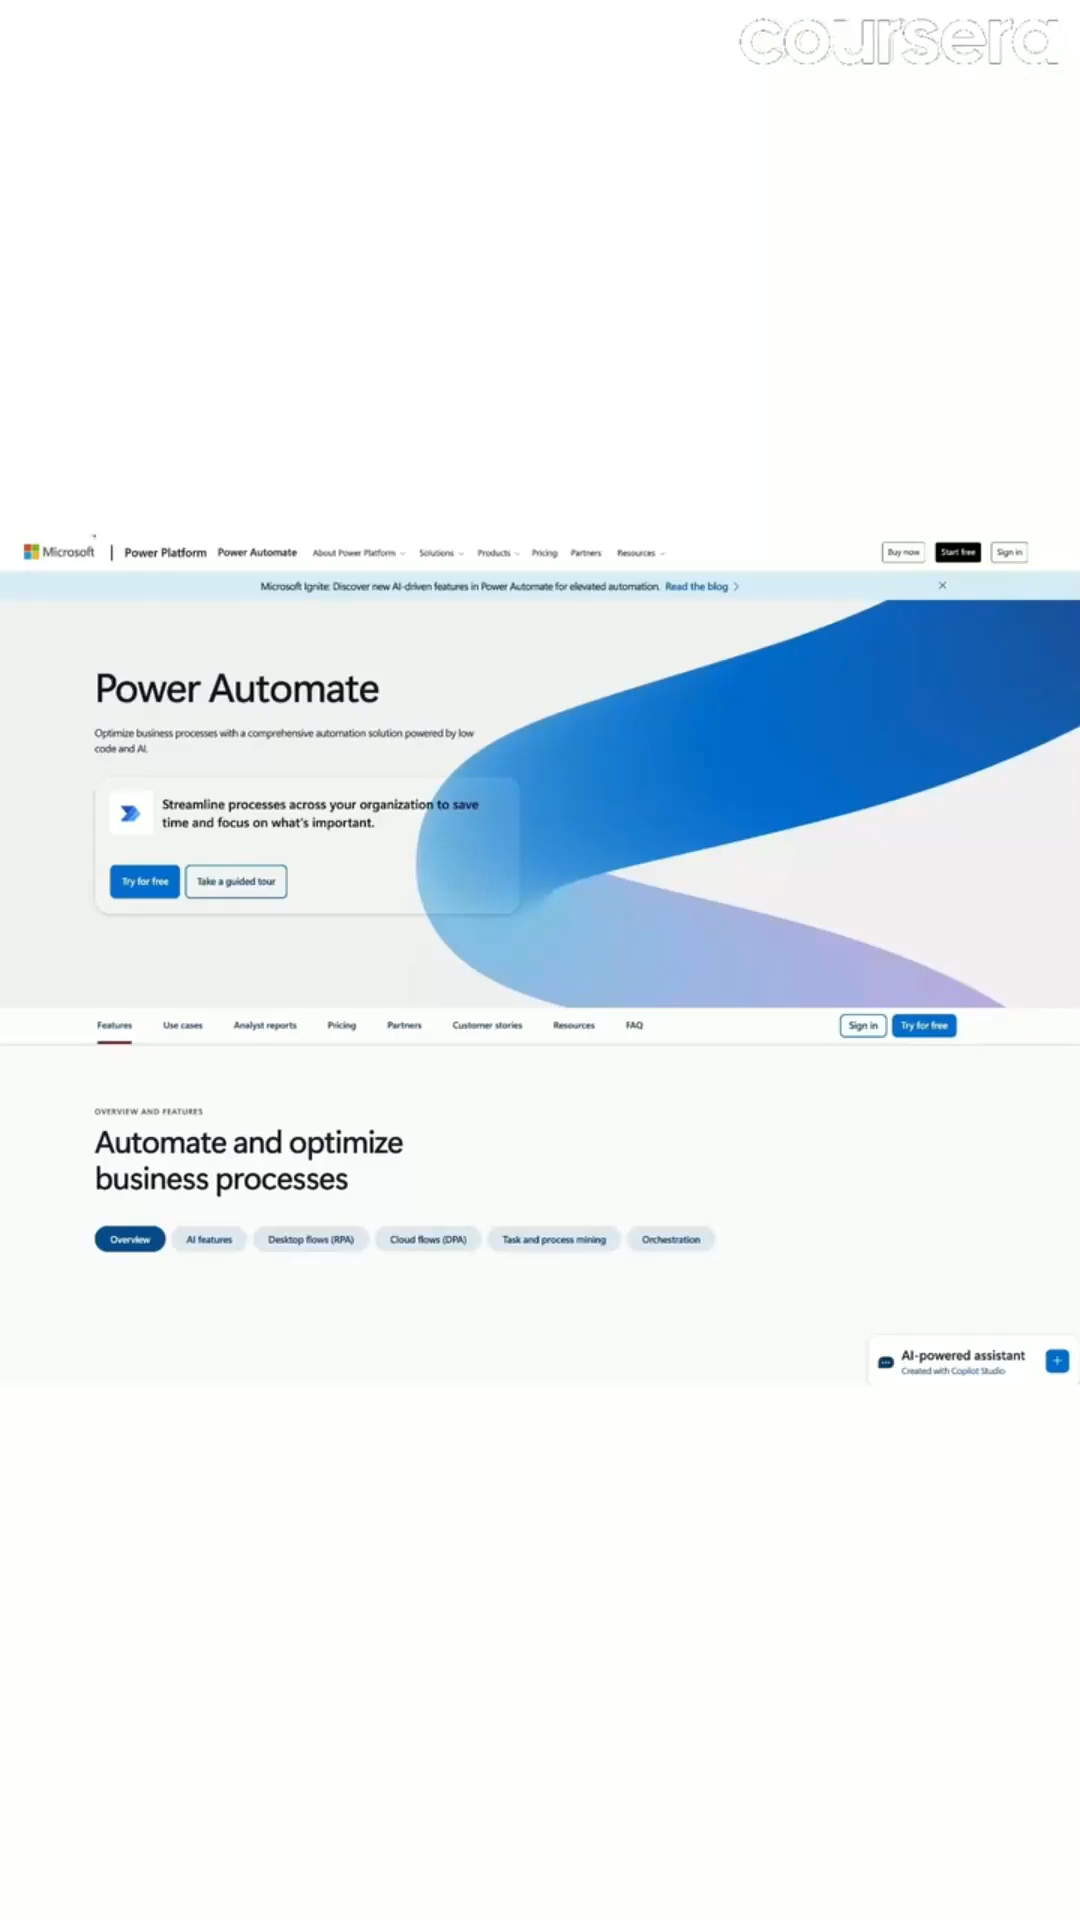 coursera
Microsoft | Power Platform Power Automate About Power Platform Solutions Products Pricing Partners Resources Buy now Start free Sign in
Microsoft Ignite: Discover new AI-driven features in Power Automate for elevated automation. Read the blog
Power Automate
Optimize business processes with a comprehensive automation solution powered by low
code and AI.
Streamline processes across your organization to save
time and focus on what's important.
Try for free Take a guided tour
Features Use cases Analyst reports Pricing Partners Customer stories Resources FAQ Sign in Try for free
OVERVIEW AND FEATURES
Automate and optimize
business processes
Overview AI features Desktop flows (RPA) Cloud flows (DPA) Task and process mining Orchestration
AI-powered assistant
Created with Copilot Studio